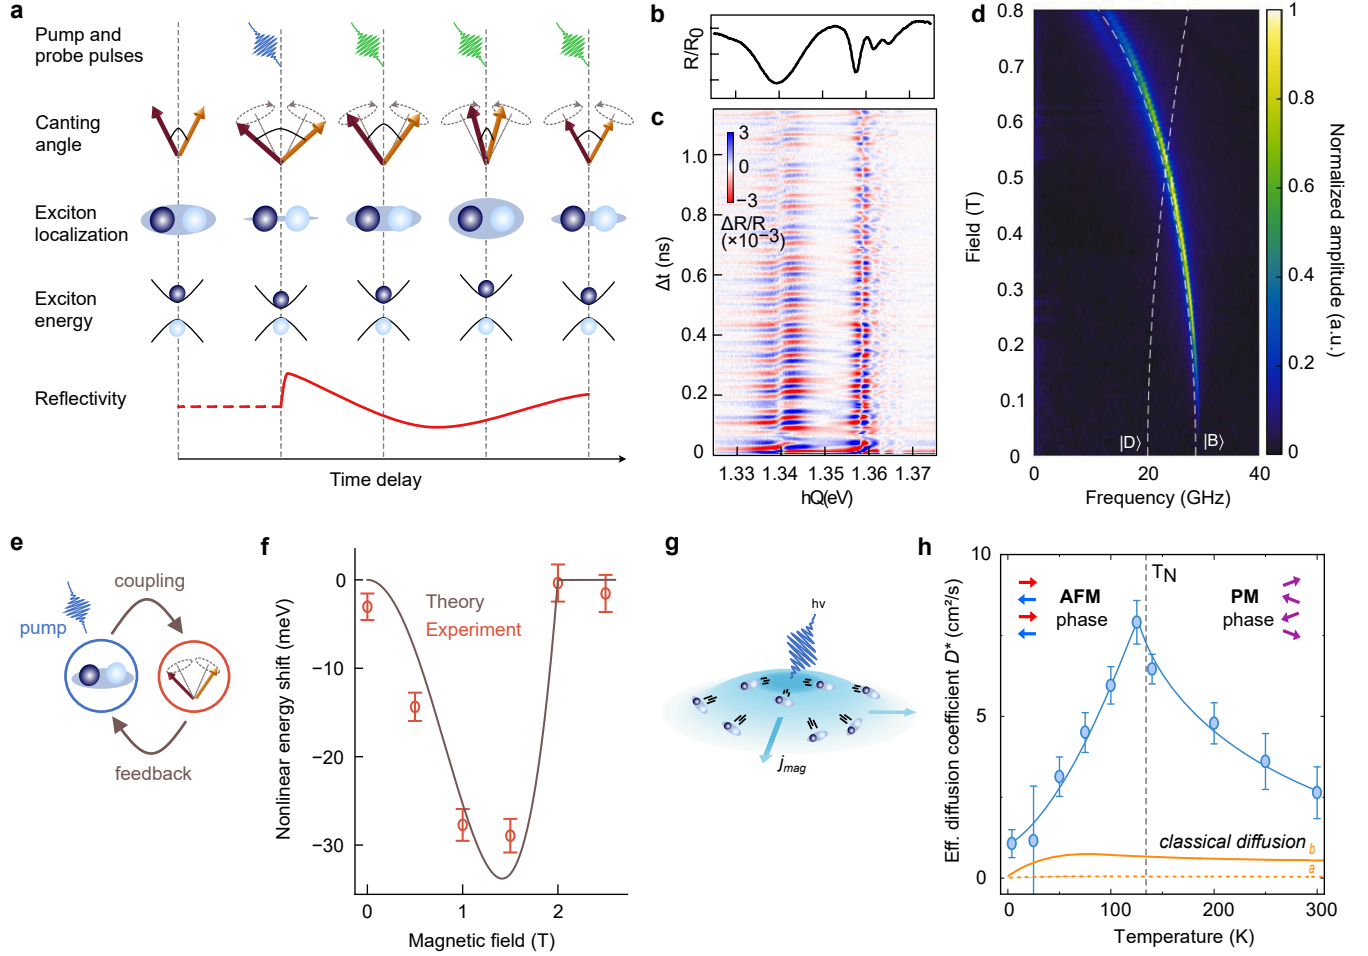 a
Pump and
probe pulses
Canting
angle
Exciton
localization
Exciton
energy
Reflectivity
Time delay
b
R/R0
c
3
0
−3
ΔR/R
(×10−3)
Δt (ns)
1.0
0.8
0.6
0.4
0.2
0
1.33 1.34 1.35 1.36 1.37
hΩ(eV)
d
Field (T)
0.8
0.7
0.6
0.5
0.4
0.3
0.2
0.1
0
|D⟩ |B⟩
0 20 40
Frequency (GHz)
1
0.8
0.6
0.4
0.2
0
Normalized amplitude (a.u.)
e
coupling
pump
feedback
f
Nonlinear energy shift (meV)
0
−10
−20
−30
Theory
Experiment
0 1 2
Magnetic field (T)
g
hν
jmag
h
Eff. diffusion coefficient D* (cm²/s)
10
5
0
TN
AFM
phase
PM
phase
classical diffusion
b
a
0 100 200 300
Temperature (K)